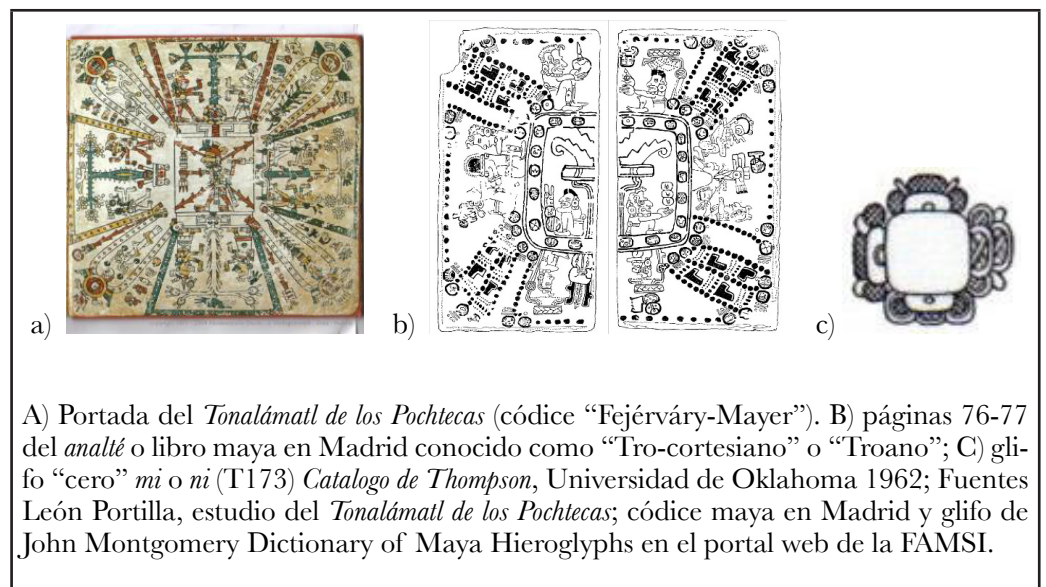 a)
b)
c)
A) Portada del Tonalámatl de los Pochtecas (códice “Fejérváry-Mayer”). B) páginas 76-77
del analté o libro maya en Madrid conocido como “Tro-cortesiano” o “Troano”; C) gli-
fo “cero” mi o ni (T173) Catalogo de Thompson, Universidad de Oklahoma 1962; Fuentes
León Portilla, estudio del Tonalámatl de los Pochtecas; códice maya en Madrid y glifo de
John Montgomery Dictionary of Maya Hieroglyphs en el portal web de la FAMSI.